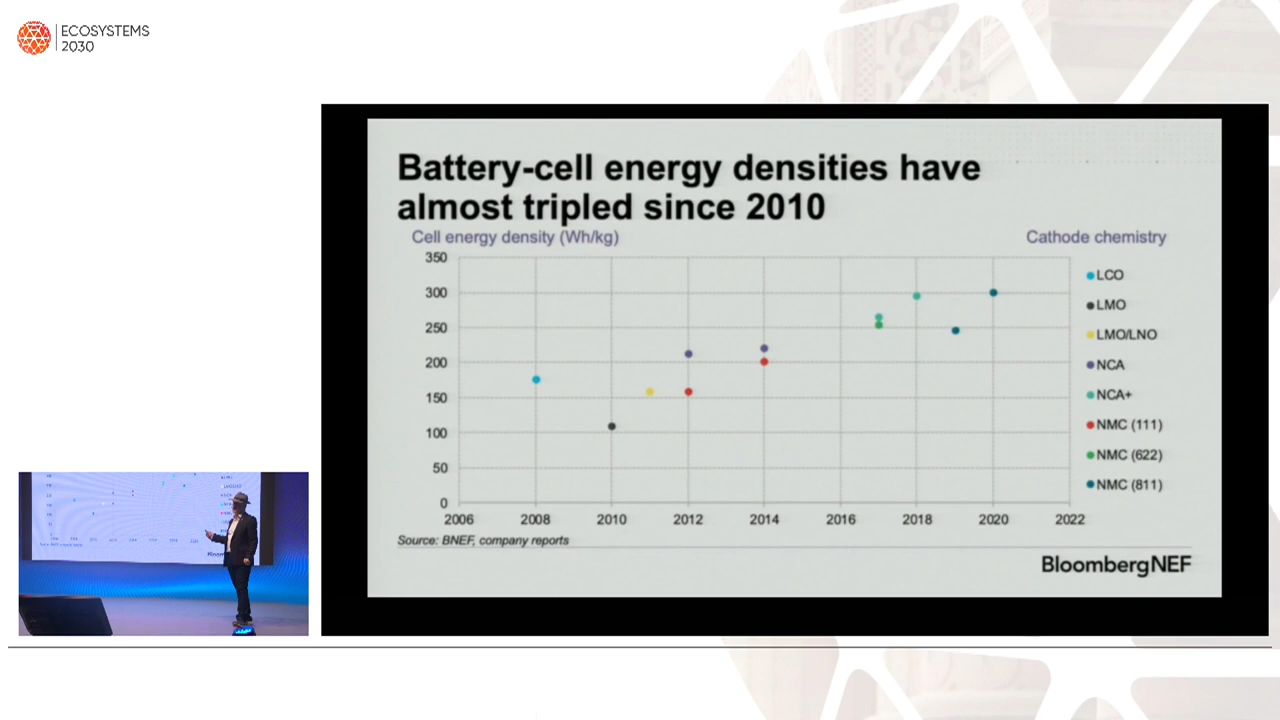 ECOSYSTEMS
2030
Battery-cell energy densities have
almost tripled since 2010
Cell energy density (Wh/kg)
Cathode chemistry
350
300
250
200
150
100
50
0
2006 2008 2010 2012 2014 2016 2018 2020 2022
LCO
LMO
LMO/LNO
NCA
NCA+
NMC (111)
NMC (622)
NMC (811)
Source: BNEF, company reports
BloombergNEF